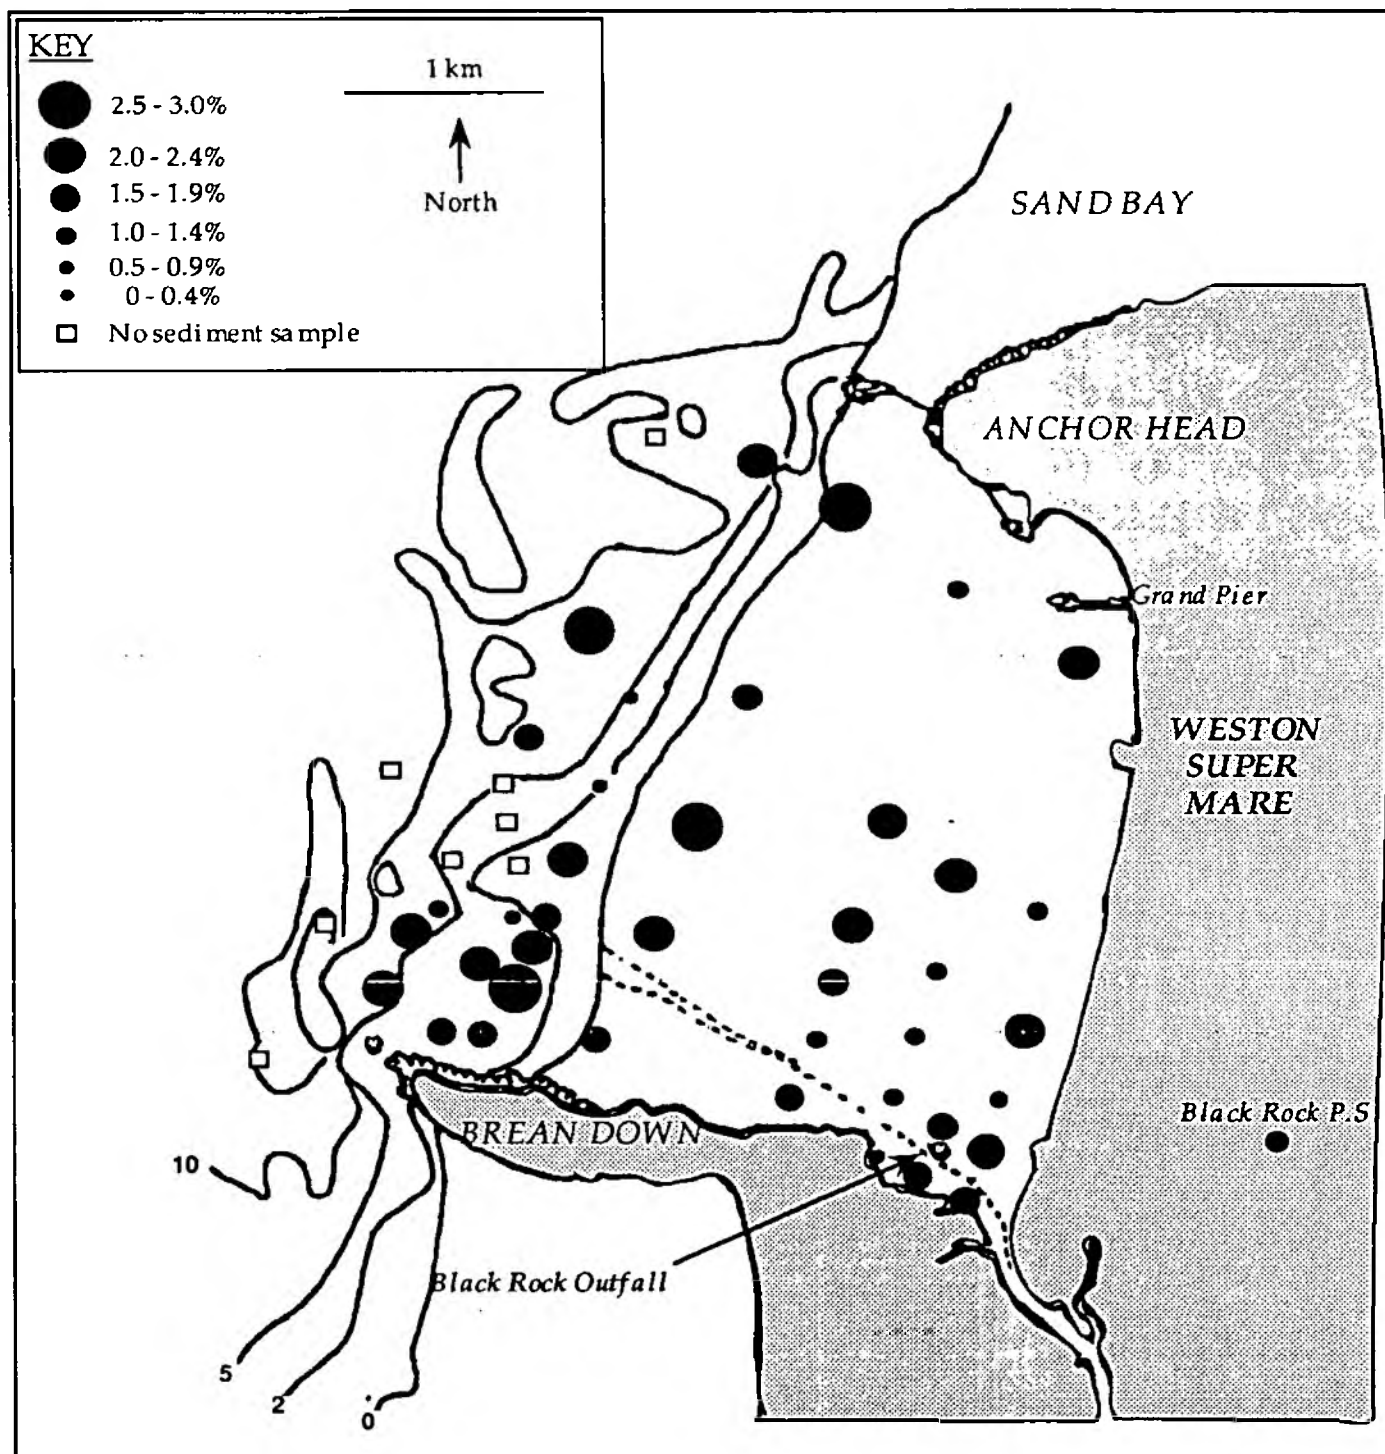 KEY
2.5 - 3.0%
2.0 - 2.4%
1.5 - 1.9%
1.0 - 1.4%
0.5 - 0.9%
0 - 0.4%
No sediment sample
1 km
North
SAND BAY
ANCHOR HEAD
Grand Pier
WESTON
SUPER
MARE
Black Rock P.S
BREAN DOWN
Black Rock Outfall
10
5
2
0